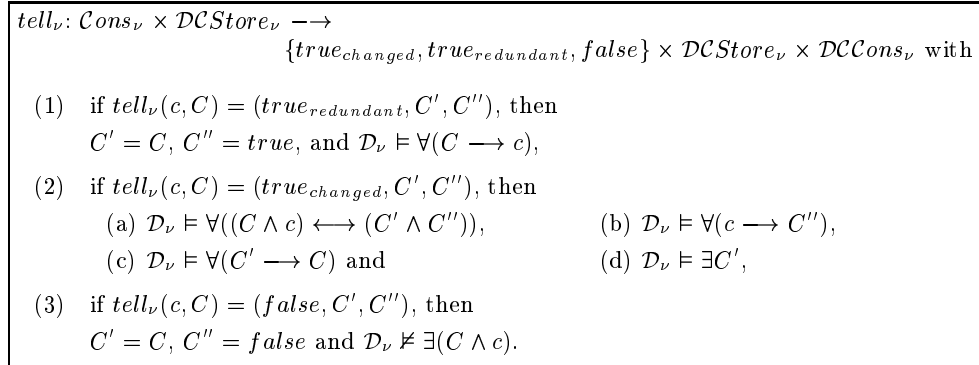 tell_ν: Cons_ν × DCStore_ν ⟶
{true_changed, true_redundant, false} × DCStore_ν × DCCons_ν with
(1) if tell_ν(c, C) = (true_redundant, C′, C″), then
C′ = C, C″ = true, and D_ν ⊨ ∀(C ⟶ c),
(2) if tell_ν(c, C) = (true_changed, C′, C″), then
(a) D_ν ⊨ ∀((C ∧ c) ⟷ (C′ ∧ C″)), (b) D_ν ⊨ ∀(c ⟶ C″),
(c) D_ν ⊨ ∀(C′ ⟶ C) and (d) D_ν ⊨ ∃C′,
(3) if tell_ν(c, C) = (false, C′, C″), then
C′ = C, C″ = false and D_ν ⊭ ∃(C ∧ c).